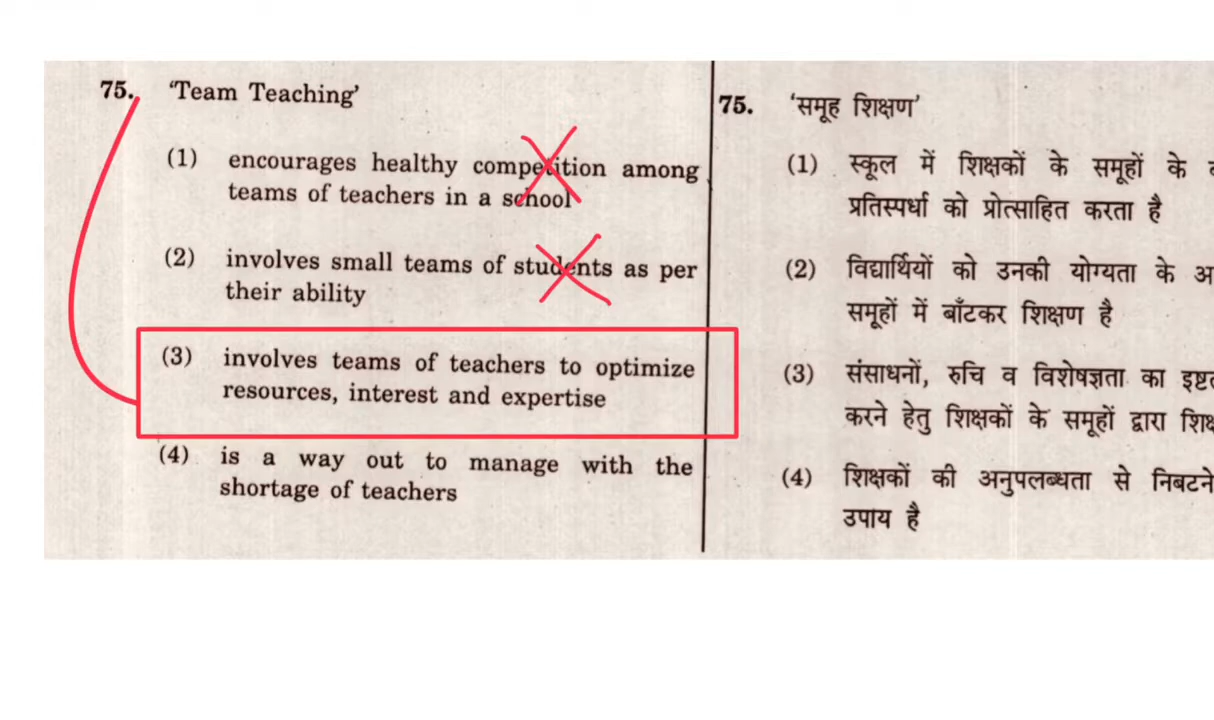 75. 'Team Teaching'
(1) encourages healthy competition among
teams of teachers in a school
(2) involves small teams of students as per
their ability
(3) involves teams of teachers to optimize
resources, interest and expertise
(4) is a way out to manage with the
shortage of teachers
75. 'समूह शिक्षण'
(1) स्कूल में शिक्षकों के समूहों के
प्रतिस्पर्धा को प्रोत्साहित करता है
(2) विद्यार्थियों को उनकी योग्यता के
समूहों में बाँटकर शिक्षण है
(3) संसाधनों, रुचि व विशेषज्ञता का
करने हेतु शिक्षकों के समूहों द्वारा
(4) शिक्षकों की अनुपलब्धता से निबटने
उपाय है